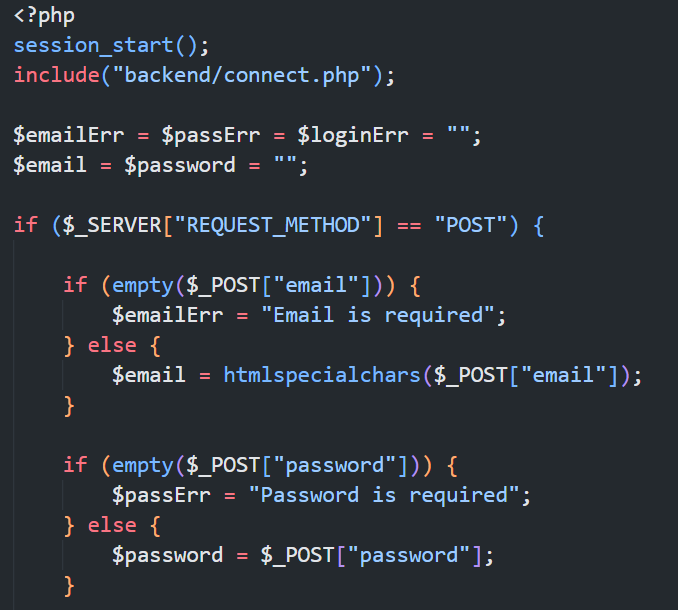 <?php
session_start();
include("backend/connect.php");
$emailErr = $passErr = $loginErr = "";
$email = $password = "";
if ($_SERVER["REQUEST_METHOD"] == "POST") {
if (empty($_POST["email"])) {
$emailErr = "Email is required";
} else {
$email = htmlspecialchars($_POST["email"]);
}
if (empty($_POST["password"])) {
$passErr = "Password is required";
} else {
$password = $_POST["password"];
}